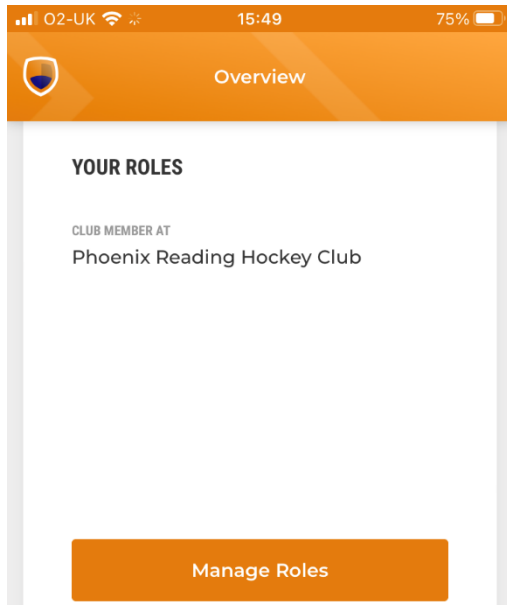 O2-UK 15:49 75%
Overview
YOUR ROLES
CLUB MEMBER AT
Phoenix Reading Hockey Club
Manage Roles